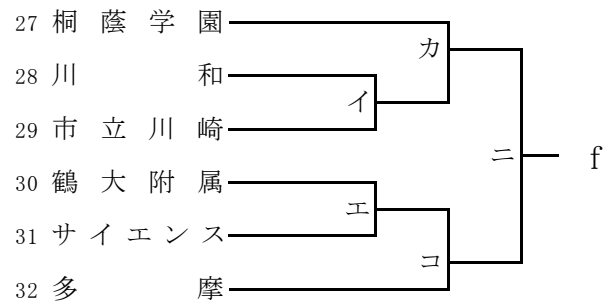 27 桐蔭学園
カ
28 川和
イ
29 市立川崎
ニ f
30 鶴大附属
エ
31 サイエンス
コ
32 多摩